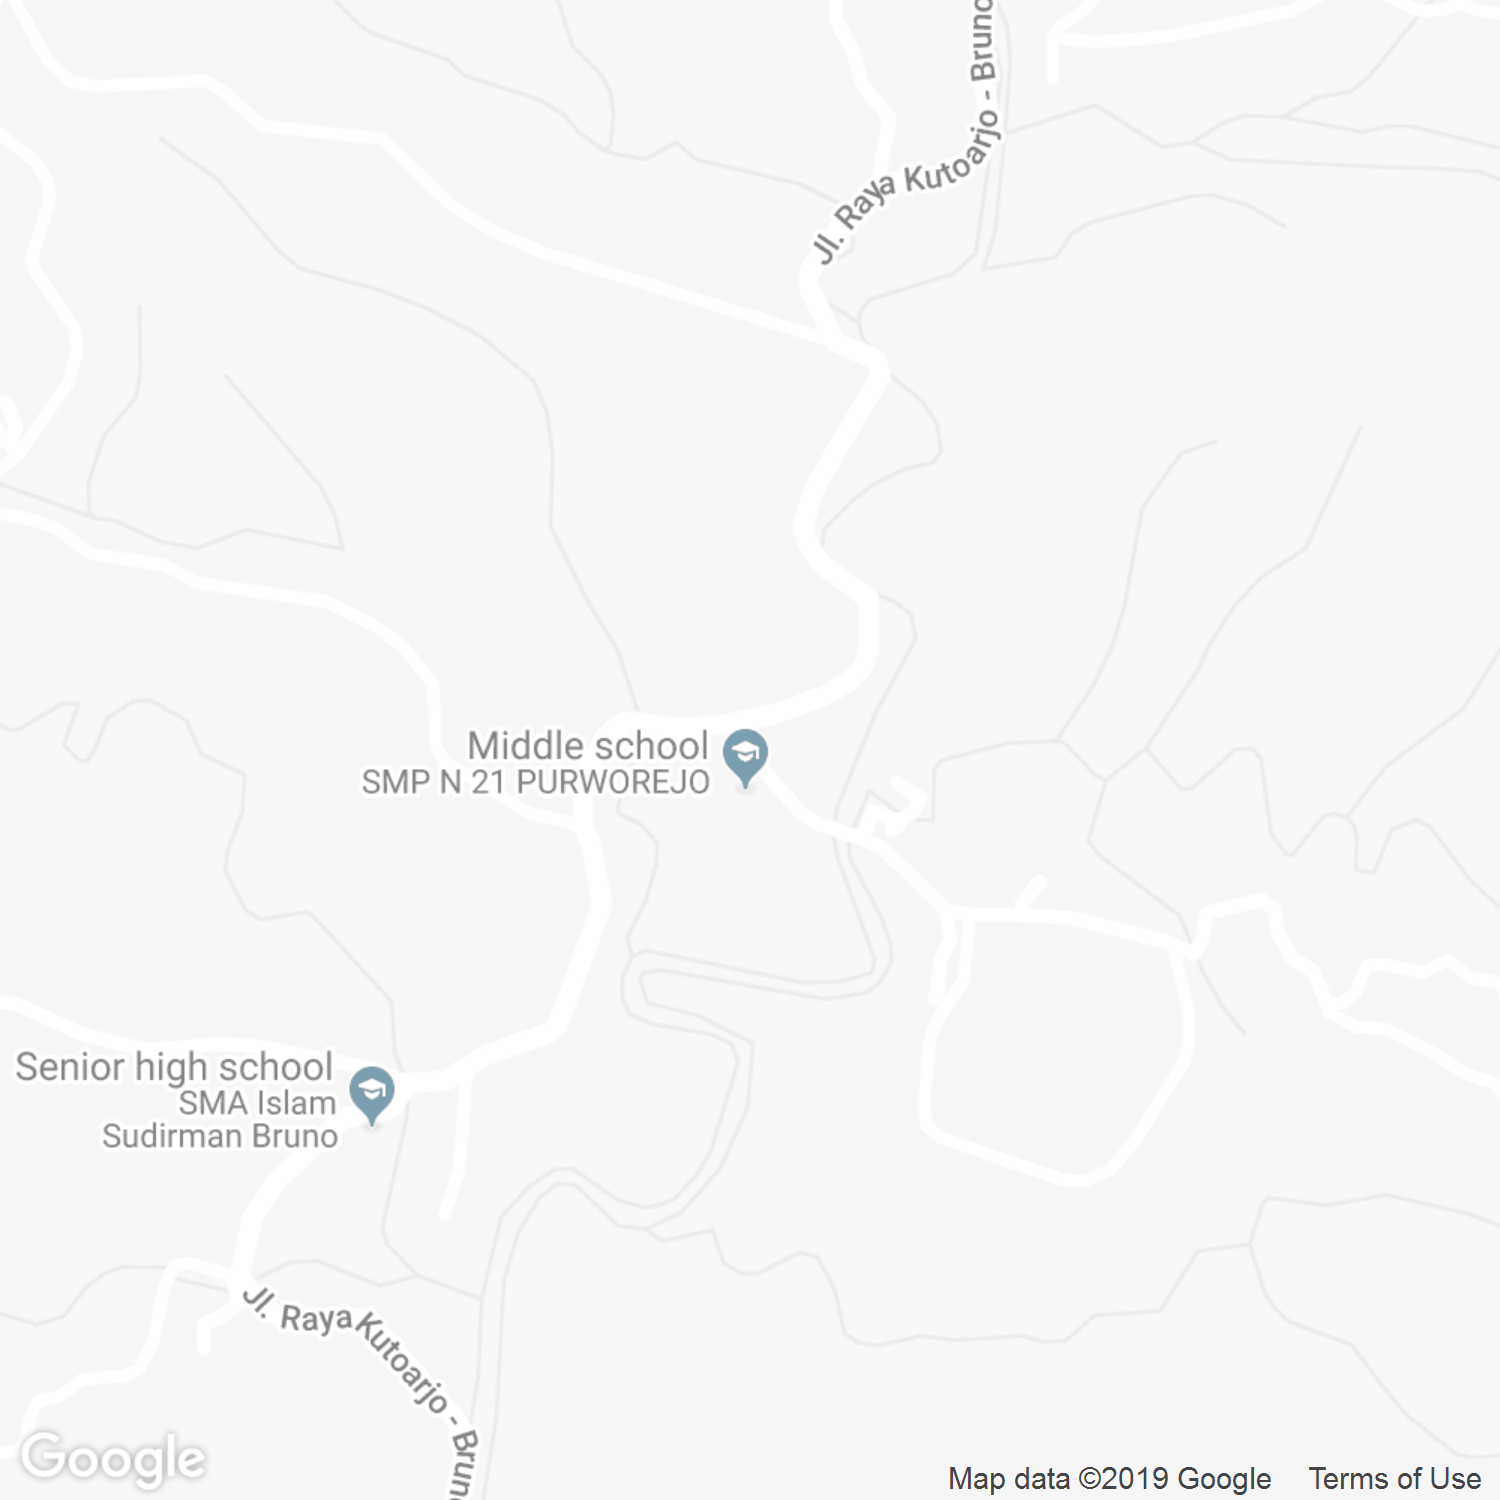 Jl. Raya Kutoarjo - Bruno
Middle school
SMP N 21 PURWOREJO
Senior high school
SMA Islam
Sudirman Bruno
Jl. Raya Kutoarjo - Bruno
Google
Map data ©2019 Google
Terms of Use